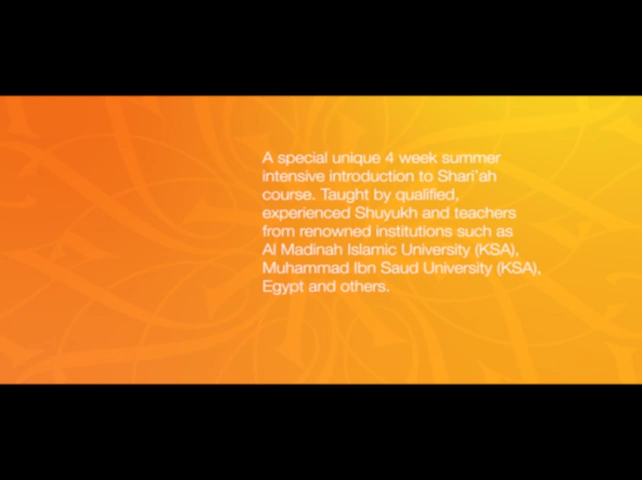 A special unique 4 week summer
intensive introduction to Shari'ah
course. Taught by qualified,
experienced Shuyukh and teachers
from renowned institutions such as
Al Madinah Islamic University (KSA),
Muhammad Ibn Saud University (KSA),
Egypt and others.